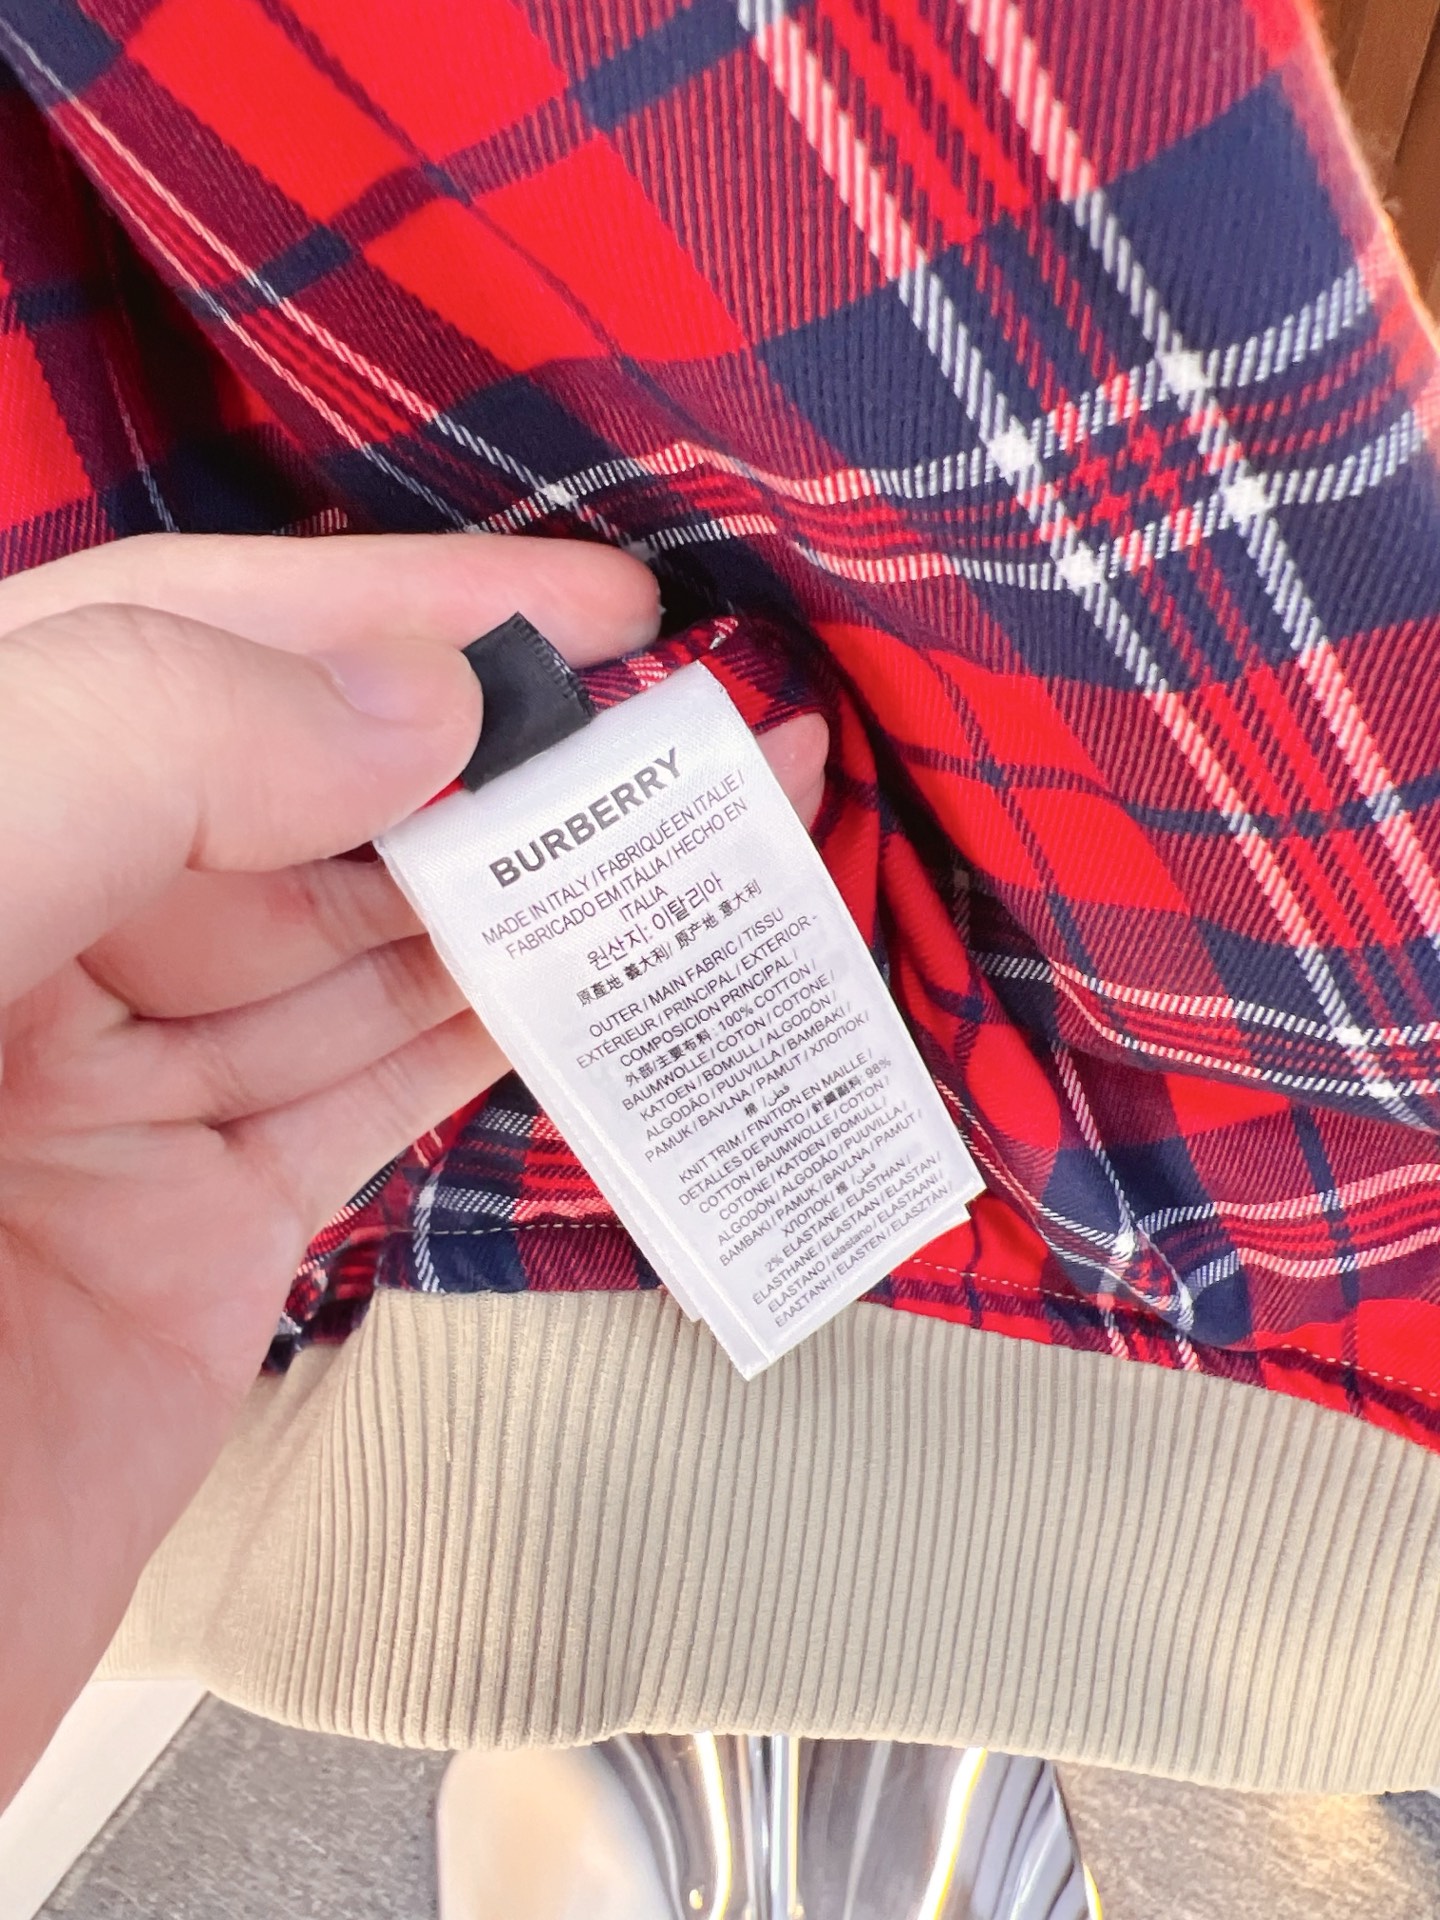 BURBERRY
MADE IN ITALY / FABRIQUÉ EN ITALIE /
FABRICADO EM ITÁLIA / HECHO EN
ITALIA
원산지: 이탈리아
原產地 義大利/ 原产地 意大利
OUTER / MAIN FABRIC / TISSU
EXTÉRIEUR / PRINCIPAL / EXTERIOR -
COMPOSICION PRINCIPAL /
外部/主要布料 : 100% COTTON /
BAUMWOLLE / COTON / COTONE /
KATOEN / BOMULL / ALGODÓN /
ALGODÃO / PUUVILLA / BAMBAKI /
PAMUK / BAVLNA / PAMUT / ХЛОПОК /
棉 / قطن
KNIT TRIM / FINITION EN MAILLE /
DETALLES DE PUNTO / 針織副料: 98%
COTTON / BAUMWOLLE / COTON /
COTONE / KATOEN / BOMULL /
ALGODÓN / ALGODÃO / PUUVILLA /
BAMBAKI / PAMUK / BAVLNA / PAMUT /
ХЛОПОК / 棉 / قطن
2% ELASTANE / ELASTHAN /
ELASTHANE / ELASTAAN / ELASTAN /
ELASTANO / elastano / ELASTAANI /
ΕΛΑΣΤΑΝΗ / ELASTEN / ELASZTÁN /